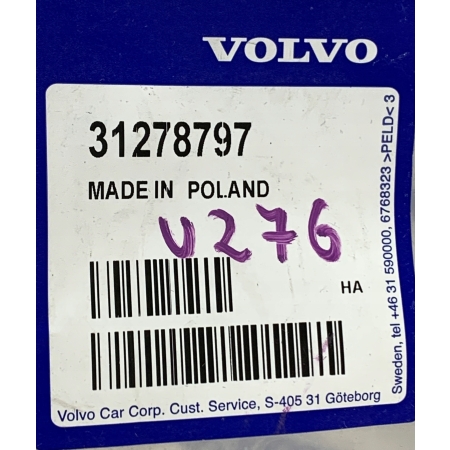 VOLVO
31278797
MADE IN POLAND
V276
HA
Volvo Car Corp. Cust. Service, S-405 31 Göteborg
Sweden, tel +46 31 590000, 6768323 >PELD< 3